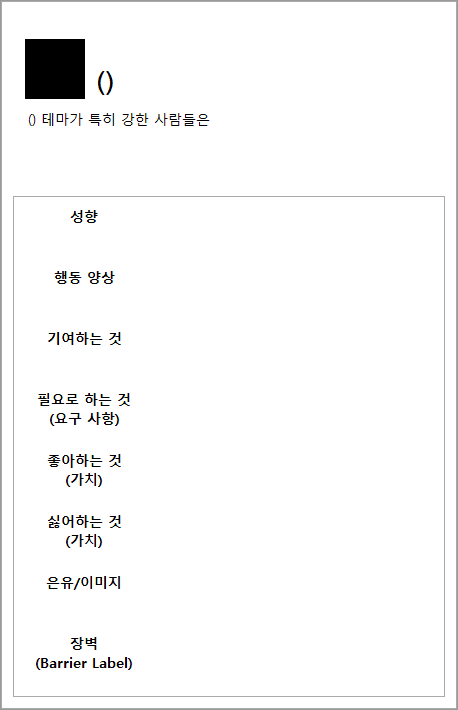 ()
() 테마가 특히 강한 사람들은
성향
행동 양상
기여하는 것
필요로 하는 것
(요구 사항)
좋아하는 것
(가치)
싫어하는 것
(가치)
은유/이미지
장벽
(Barrier Label)